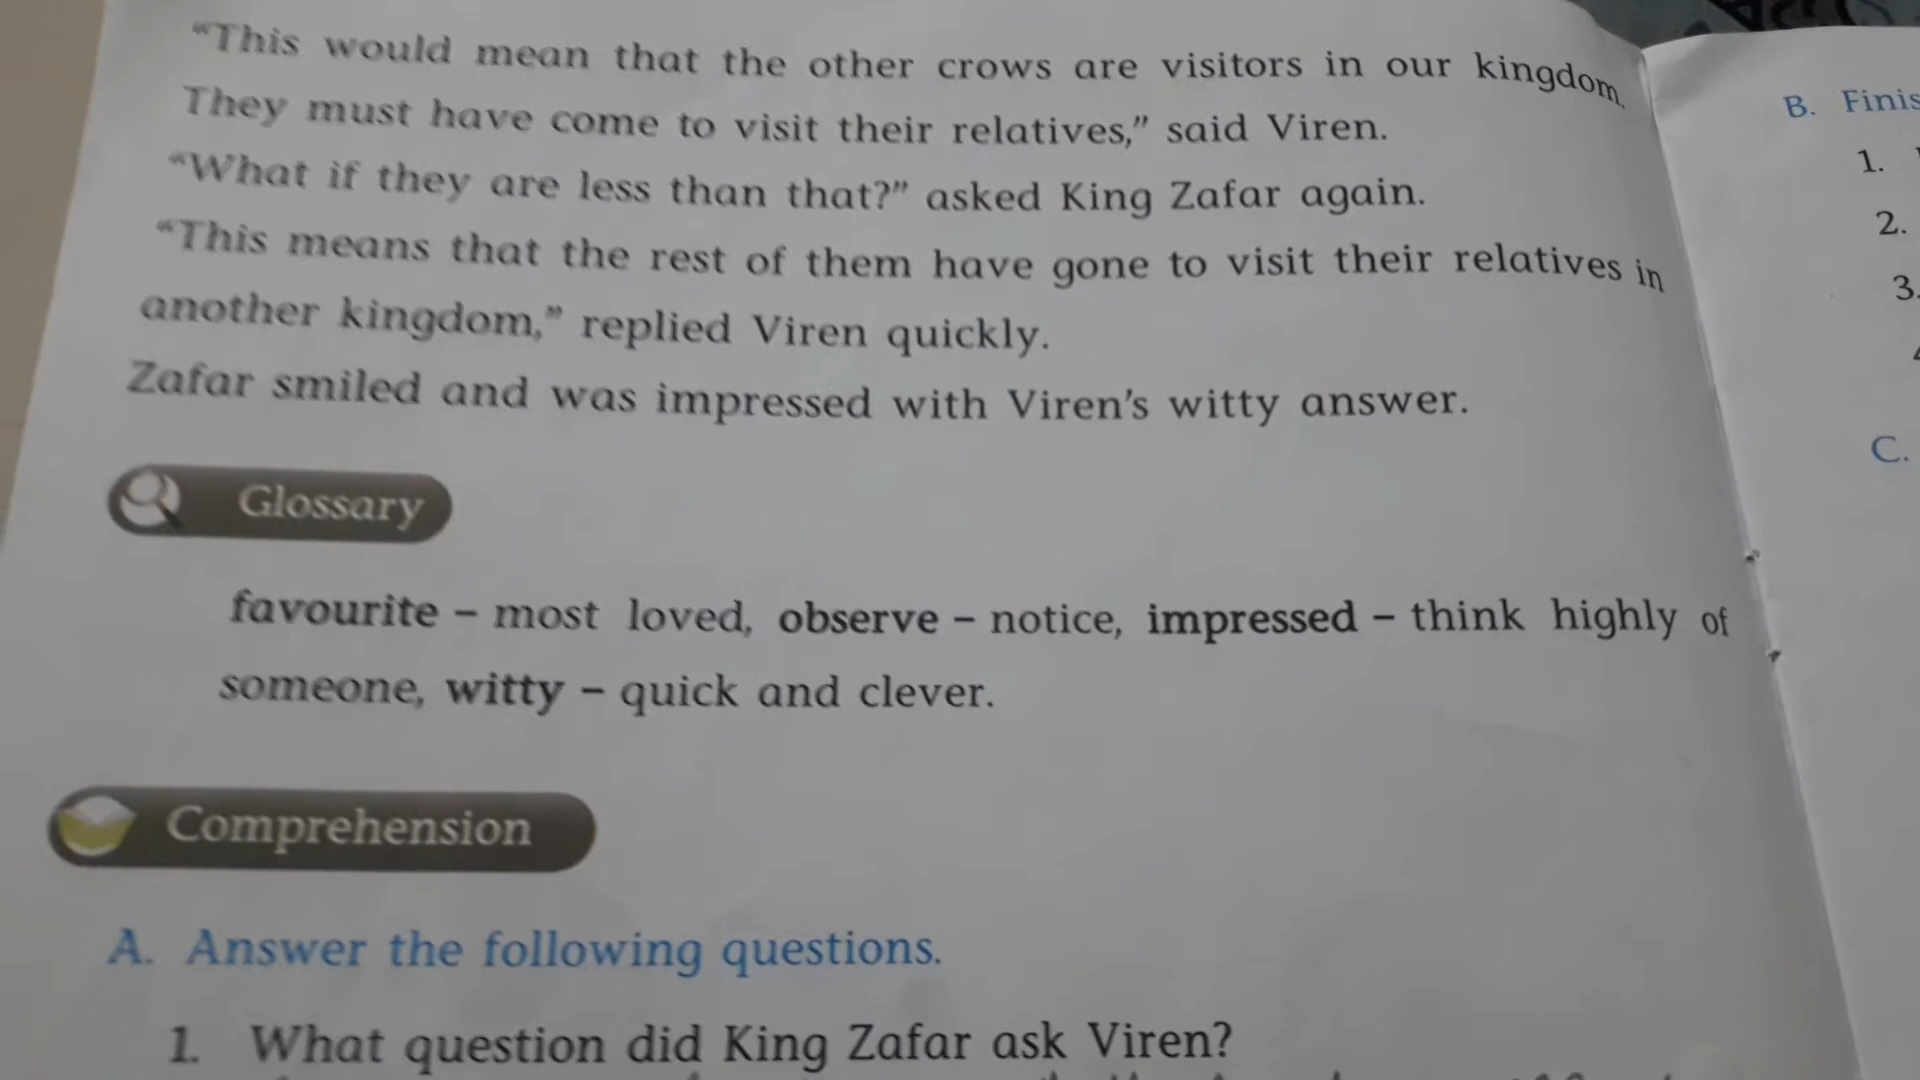 “This would mean that the other crows are visitors in our kingdom.
They must have come to visit their relatives,” said Viren.
“What if they are less than that?” asked King Zafar again.
“This means that the rest of them have gone to visit their relatives in
another kingdom,” replied Viren quickly.
Zafar smiled and was impressed with Viren’s witty answer.
Glossary
favourite – most loved, observe – notice, impressed – think highly of
someone, witty – quick and clever.
Comprehension
A. Answer the following questions.
1. What question did King Zafar ask Viren?
B.
1.
2.
3.
C.